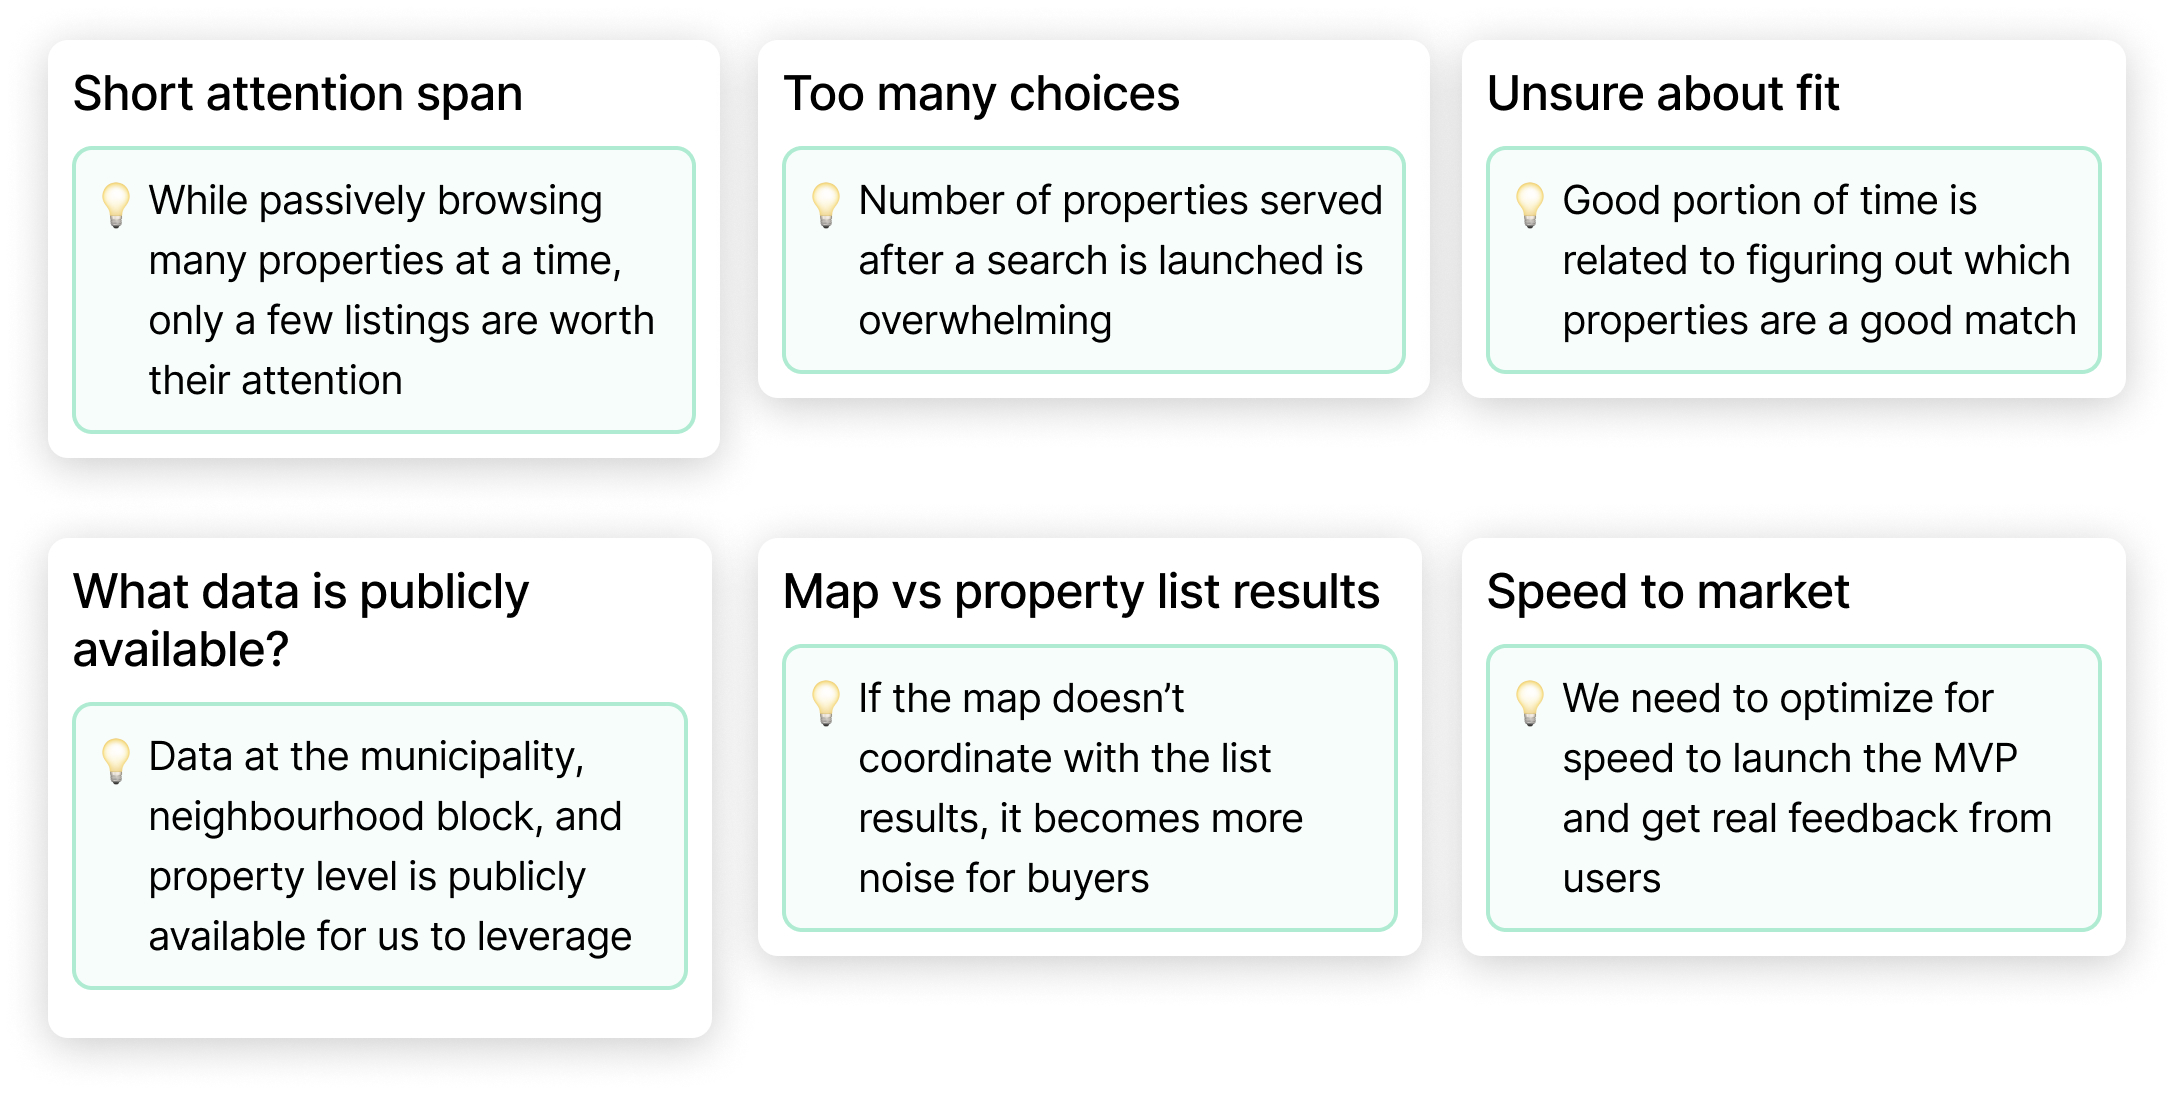 Short attention span
While passively browsing
many properties at a time,
only a few listings are worth
their attention
Too many choices
Number of properties served
after a search is launched is
overwhelming
Unsure about fit
Good portion of time is
related to figuring out which
properties are a good match
What data is publicly
available?
Data at the municipality,
neighbourhood block, and
property level is publicly
available for us to leverage
Map vs property list results
If the map doesn’t
coordinate with the list
results, it becomes more
noise for buyers
Speed to market
We need to optimize for
speed to launch the MVP
and get real feedback from
users